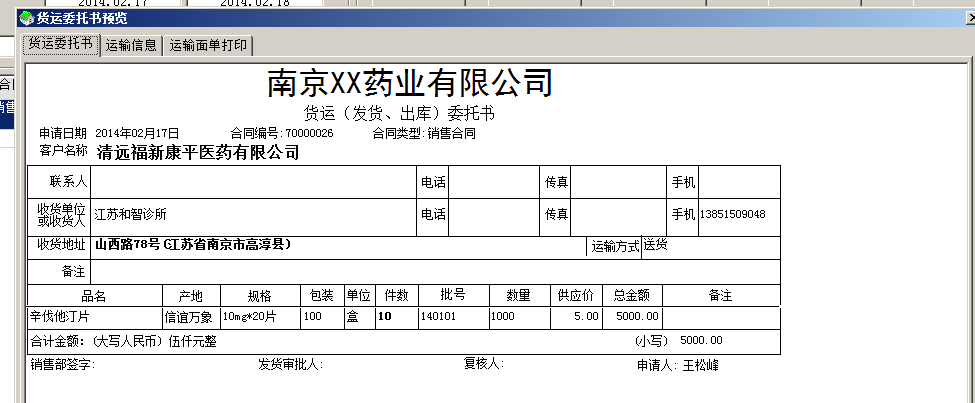 2014.02.17 2014.02.18
货运委托书预览
货运委托书 运输信息 运输面单打印
南京XX药业有限公司
货运（发货、出库）委托书
申请日期 2014年02月17日 合同编号:70000026 合同类型:销售合同
客户名称 清远福新康平医药有限公司
联系人 电话 传真 手机
收货单位或收货人 江苏和智诊所 电话 传真 手机 13851509048
收货地址 山西路78号(江苏省南京市高淳县) 运输方式 送货
备注
品名 产地 规格 包装 单位 件数 批号 数量 供应价 总金额 备注
辛伐他汀片 信谊万象 10mg*20片 100 盒 10 140101 1000 5.00 5000.00
合计金额: (大写人民币) 伍仟元整 (小写) 5000.00
销售部签字: 发货审批人: 复核人: 申请人: 王松峰